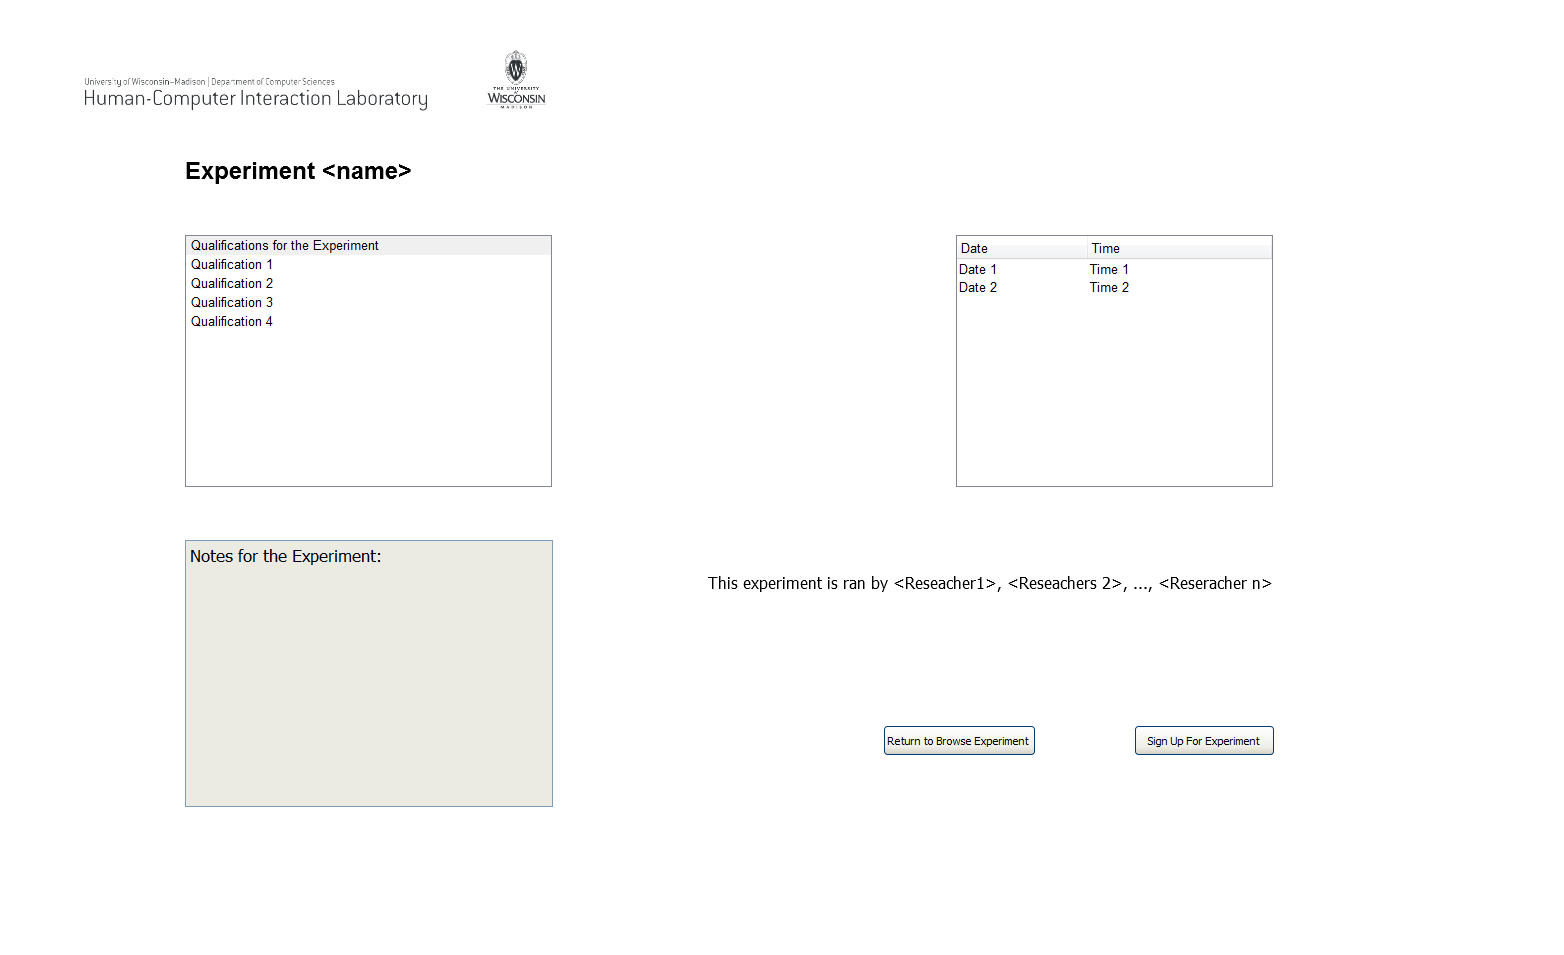 University of Wisconsin–Madison | Department of Computer Sciences
Human-Computer Interaction Laboratory
THE UNIVERSITY
of
WISCONSIN
MADISON
Experiment <name>
Qualifications for the Experiment
Qualification 1
Qualification 2
Qualification 3
Qualification 4
Date Time
Date 1 Time 1
Date 2 Time 2
Notes for the Experiment:
This experiment is ran by <Reseacher1>, <Reseachers 2>, ..., <Reseracher n>
Return to Browse Experiment
Sign Up For Experiment